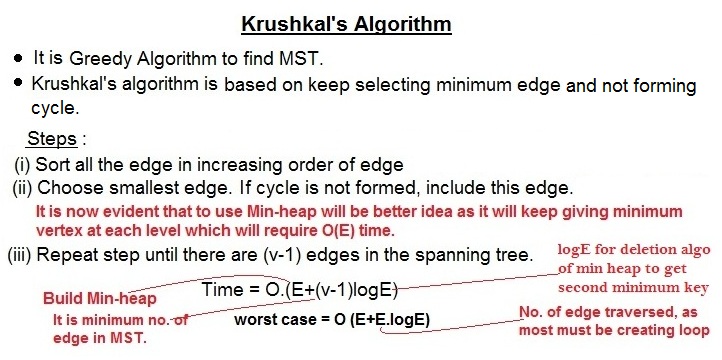 Krushkal's Algorithm
• It is Greedy Algorithm to find MST.
• Krushkal's algorithm is based on keep selecting minimum edge and not forming
cycle.
Steps :
(i) Sort all the edge in increasing order of edge
(ii) Choose smallest edge. If cycle is not formed, include this edge.
It is now evident that to use Min-heap will be better idea as it will keep giving minimum
vertex at each level which will require O(E) time.
(iii) Repeat step until there are (v-1) edges in the spanning tree.
logE for deletion algo
of min heap to get
second minimum key
Time = O.(E+(v-1)logE)
Build Min-heap
It is minimum no. of
edge in MST.
worst case = O (E+E.logE)
No. of edge traversed, as
most must be creating loop